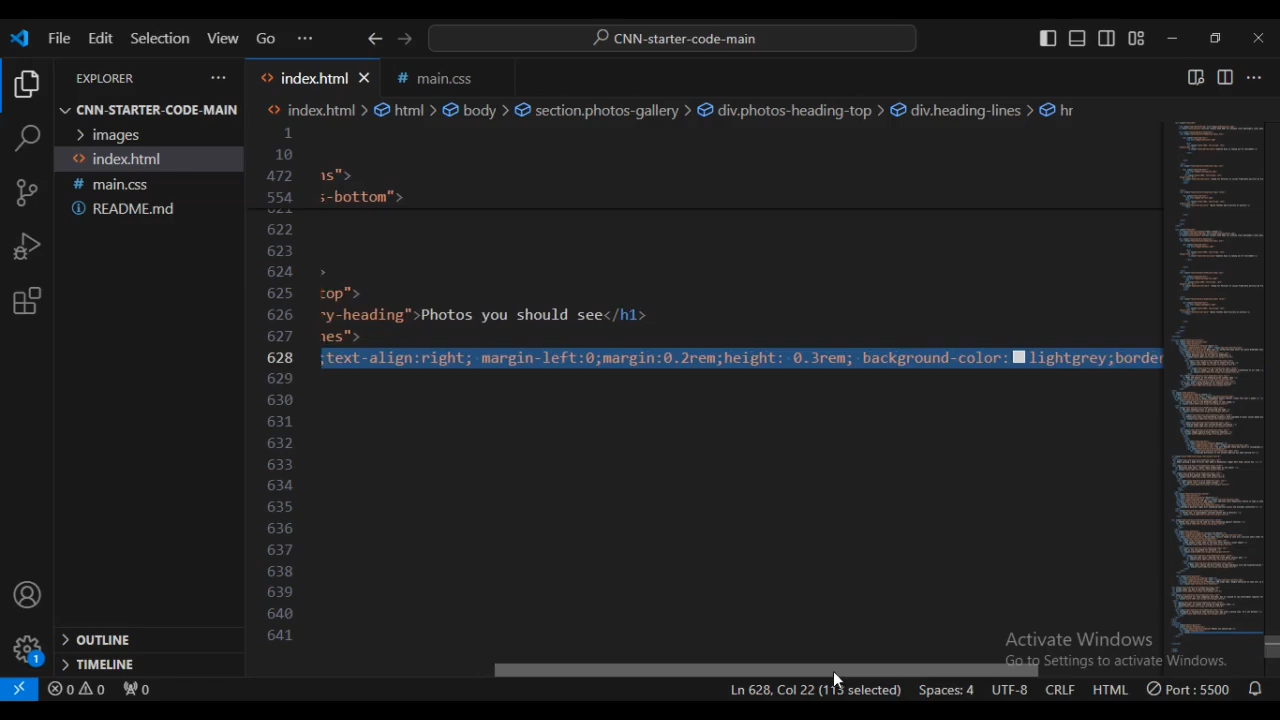 File Edit Selection View Go ··· CNN-starter-code-main
EXPLORER ··· index.html main.css ···
CNN-STARTER-CODE-MAIN
images
index.html
main.css
README.md
index.html > html > body > section.photos-gallery > div.photos-heading-top > div.heading-lines > hr
1
10
472 ns">
554 s-bottom">
621
622
623
624 >
625 top">
626 ry-heading">Photos you should see</h1>
627 nes">
628 ;text-align:right; margin-left:0;margin:0.2rem;height: 0.3rem; background-color: lightgrey;border
629
630
631
632
633
634
635
636
637
638
639
640
641
OUTLINE
TIMELINE
Activate Windows
Go to Settings to activate Windows.
1
0 0 0 Ln 628, Col 22 (113 selected) Spaces: 4 UTF-8 CRLF HTML Port : 5500